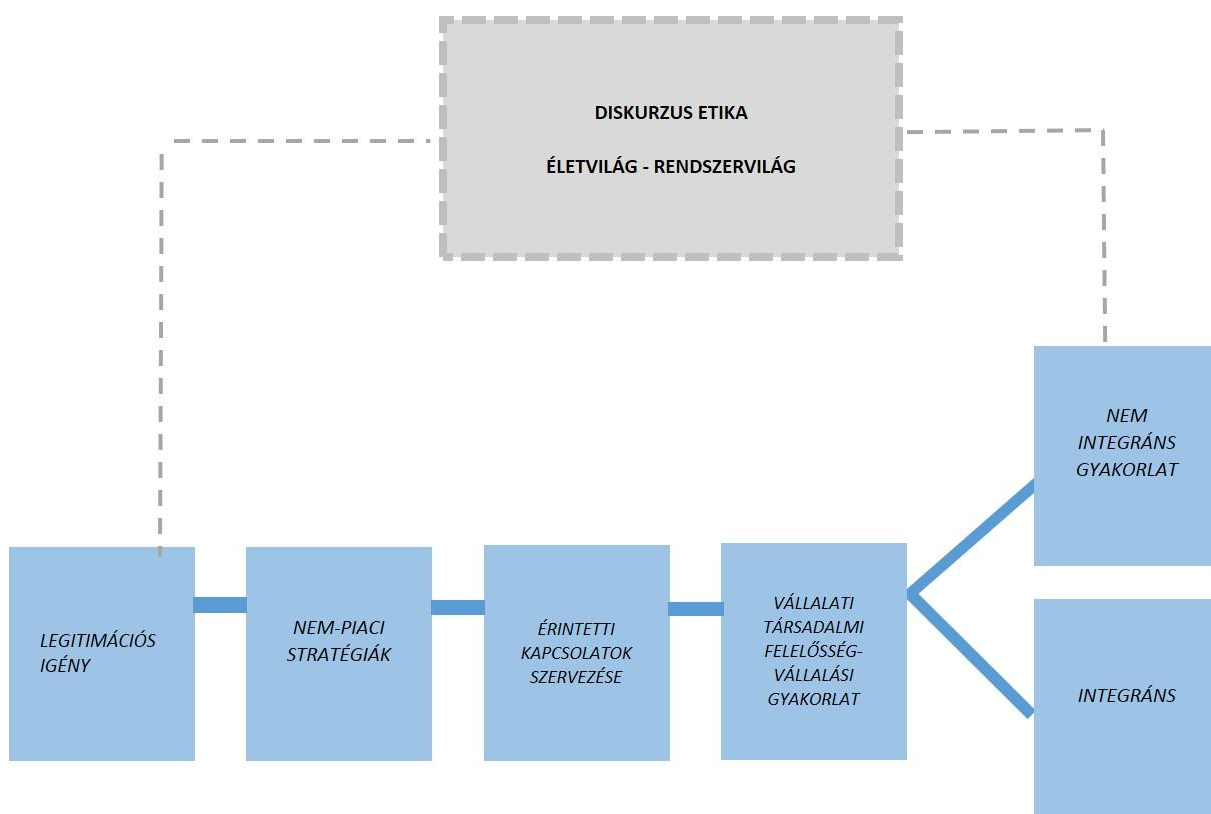 DISKURZUS ETIKA
ÉLETVILÁG - RENDSZERVILÁG
LEGITIMÁCIÓS
IGÉNY
NEM-PIACI
STRATÉGIÁK
ÉRINTETTI
KAPCSOLATOK
SZERVEZÉSE
VÁLLALATI
TÁRSADALMI
FELELŐSSÉG-
VÁLLALÁSI
GYAKORLAT
NEM
INTEGRÁNS
GYAKORLAT
INTEGRÁNS